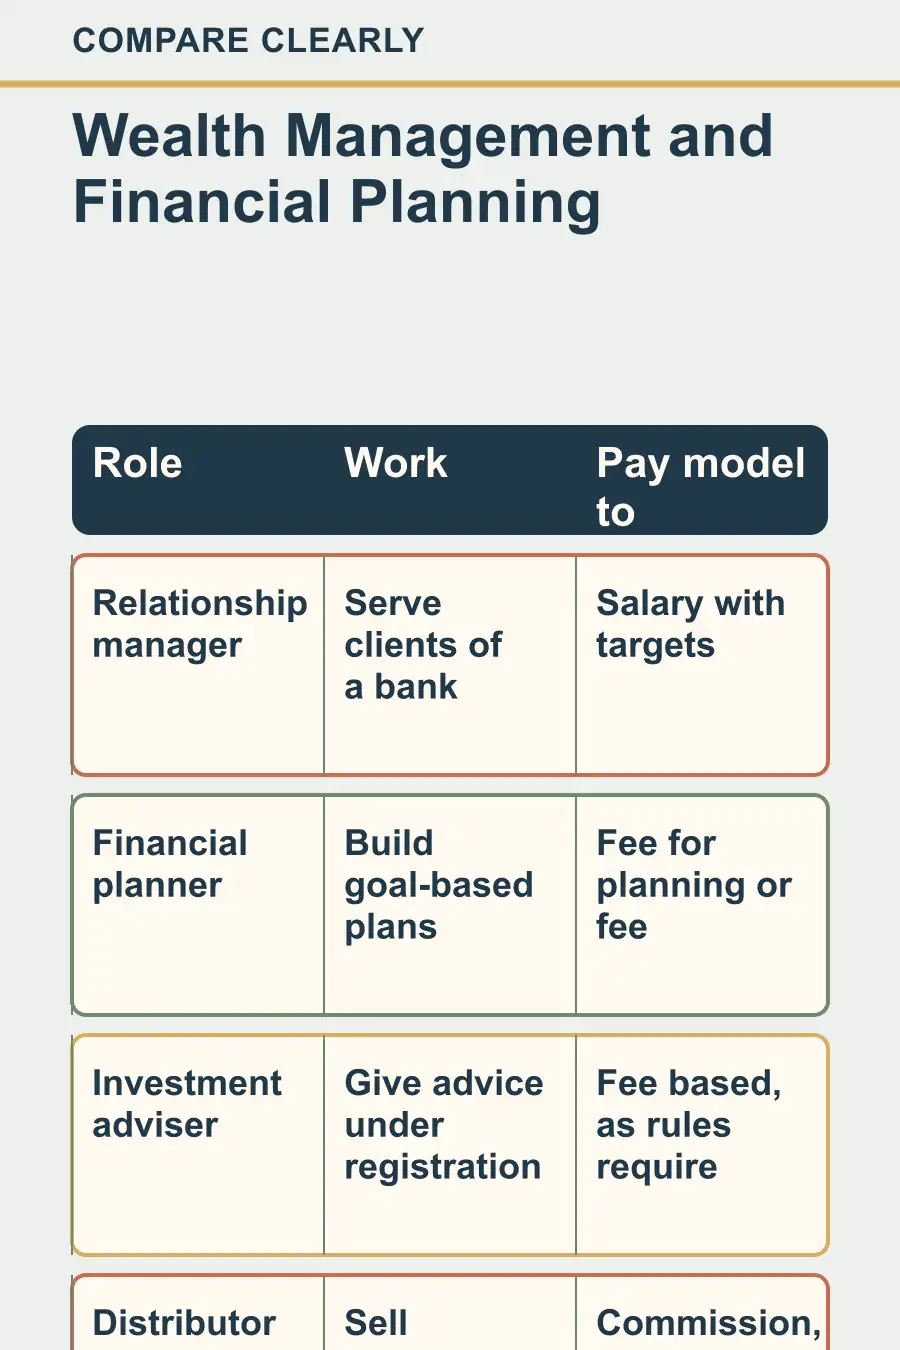 COMPARE CLEARLY
Wealth Management and
Financial Planning
Role
Work
Pay model
to
Relationship
manager
Serve
clients of
a bank
Salary with
targets
Financial
planner
Build
goal-based
plans
Fee for
planning or
fee
Investment
adviser
Give advice
under
registration
Fee based,
as rules
require
Distributor
Sell
Commission,